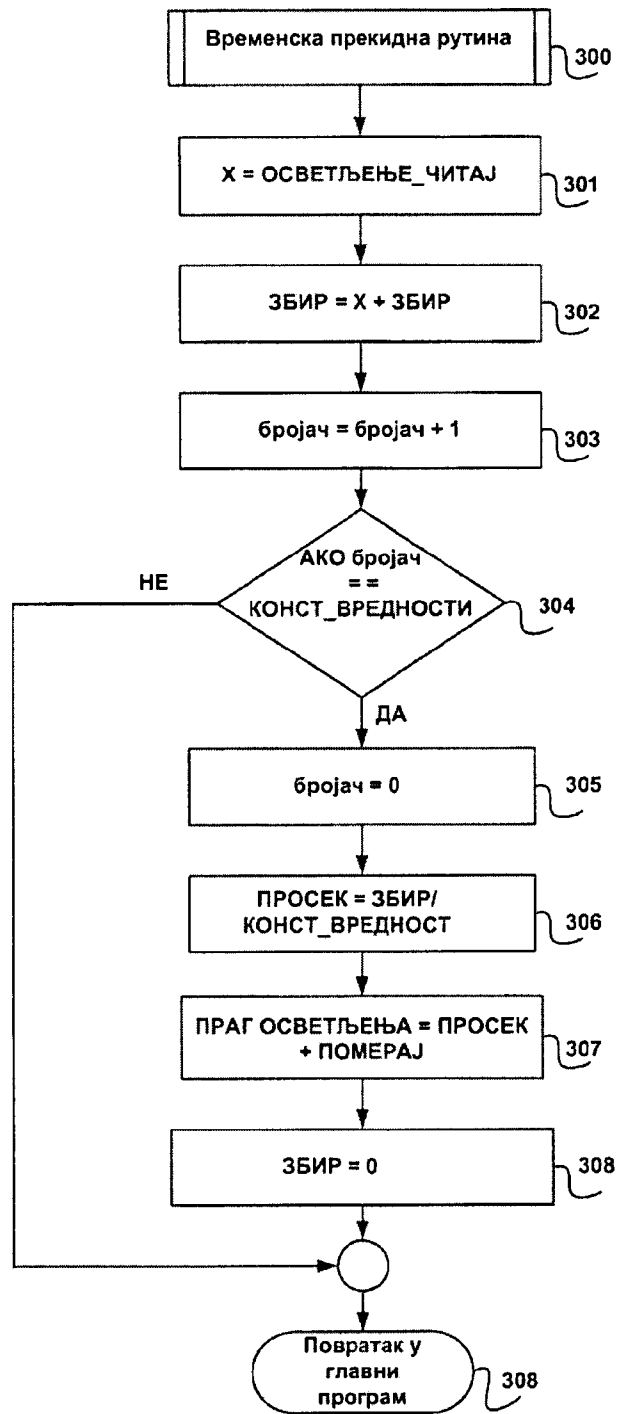 Временска прекидна рутина
300
X = ОСВЕТЉЕЊЕ_ЧИТАЈ
301
ЗБИР = X + ЗБИР
302
бројач = бројач + 1
303
АКО бројач
= =
КОНСТ_ВРЕДНОСТИ
304
НЕ
ДА
бројач = 0
305
ПРОСЕК = ЗБИР/
КОНСТ_ВРЕДНОСТ
306
ПРАГ ОСВЕТЉЕЊА = ПРОСЕК
+ ПОМЕРАЈ
307
ЗБИР = 0
308
Повратак у
главни
програм
308